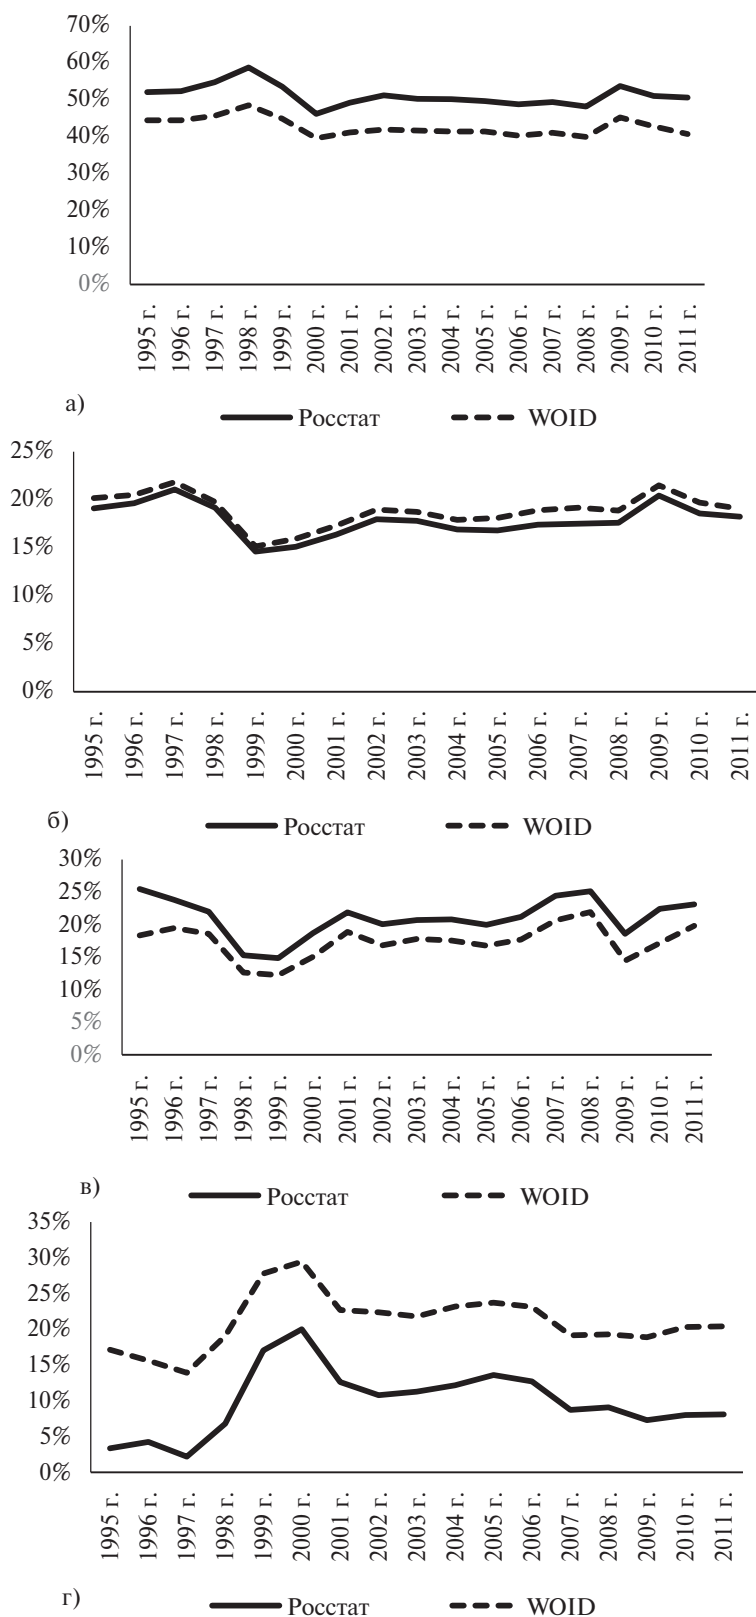 70%
60%
50%
40%
30%
20%
10%
0%
1995 г.
1996 г.
1997 г.
1998 г.
1999 г.
2000 г.
2001 г.
2002 г.
2003 г.
2004 г.
2005 г.
2006 г.
2007 г.
2008 г.
2009 г.
2010 г.
2011 г.
а)
Росстат WOID
25%
20%
15%
10%
5%
0%
1995 г.
1996 г.
1997 г.
1998 г.
1999 г.
2000 г.
2001 г.
2002 г.
2003 г.
2004 г.
2005 г.
2006 г.
2007 г.
2008 г.
2009 г.
2010 г.
2011 г.
б)
Росстат WOID
30%
25%
20%
15%
10%
5%
0%
1995 г.
1996 г.
1997 г.
1998 г.
1999 г.
2000 г.
2001 г.
2002 г.
2003 г.
2004 г.
2005 г.
2006 г.
2007 г.
2008 г.
2009 г.
2010 г.
2011 г.
в)
Росстат WOID
35%
30%
25%
20%
15%
10%
5%
0%
1995 г.
1996 г.
1997 г.
1998 г.
1999 г.
2000 г.
2001 г.
2002 г.
2003 г.
2004 г.
2005 г.
2006 г.
2007 г.
2008 г.
2009 г.
2010 г.
2011 г.
г)
Росстат WOID